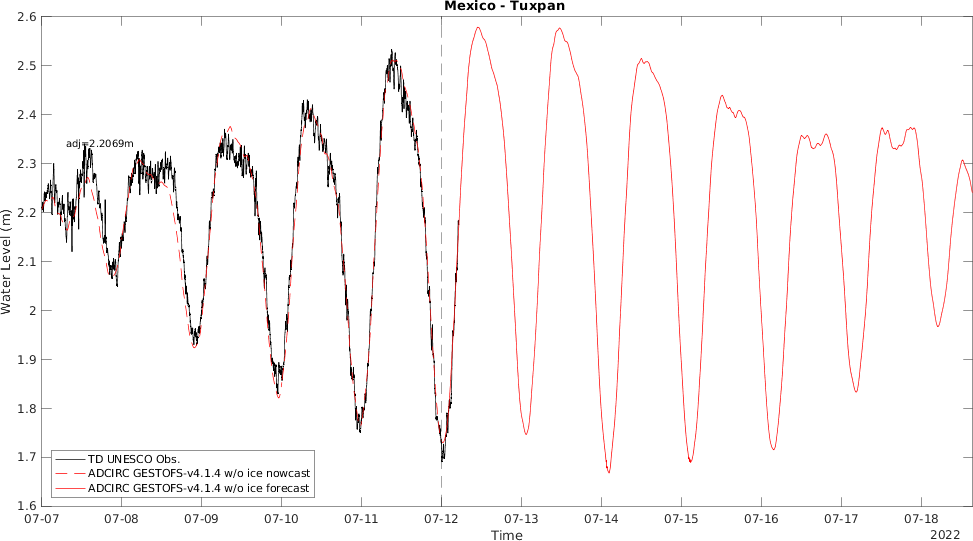 Mexico - Tuxpan
2.6
2.5
2.4
2.3
2.2
2.1
2
1.9
1.8
1.7
1.6
Water Level (m)
adj=2.2069m
TD UNESCO Obs.
ADCIRC GESTOFS-v4.1.4 w/o ice nowcast
ADCIRC GESTOFS-v4.1.4 w/o ice forecast
07-07 07-08 07-09 07-10 07-11 07-12 07-13 07-14 07-15 07-16 07-17 07-18
Time
2022